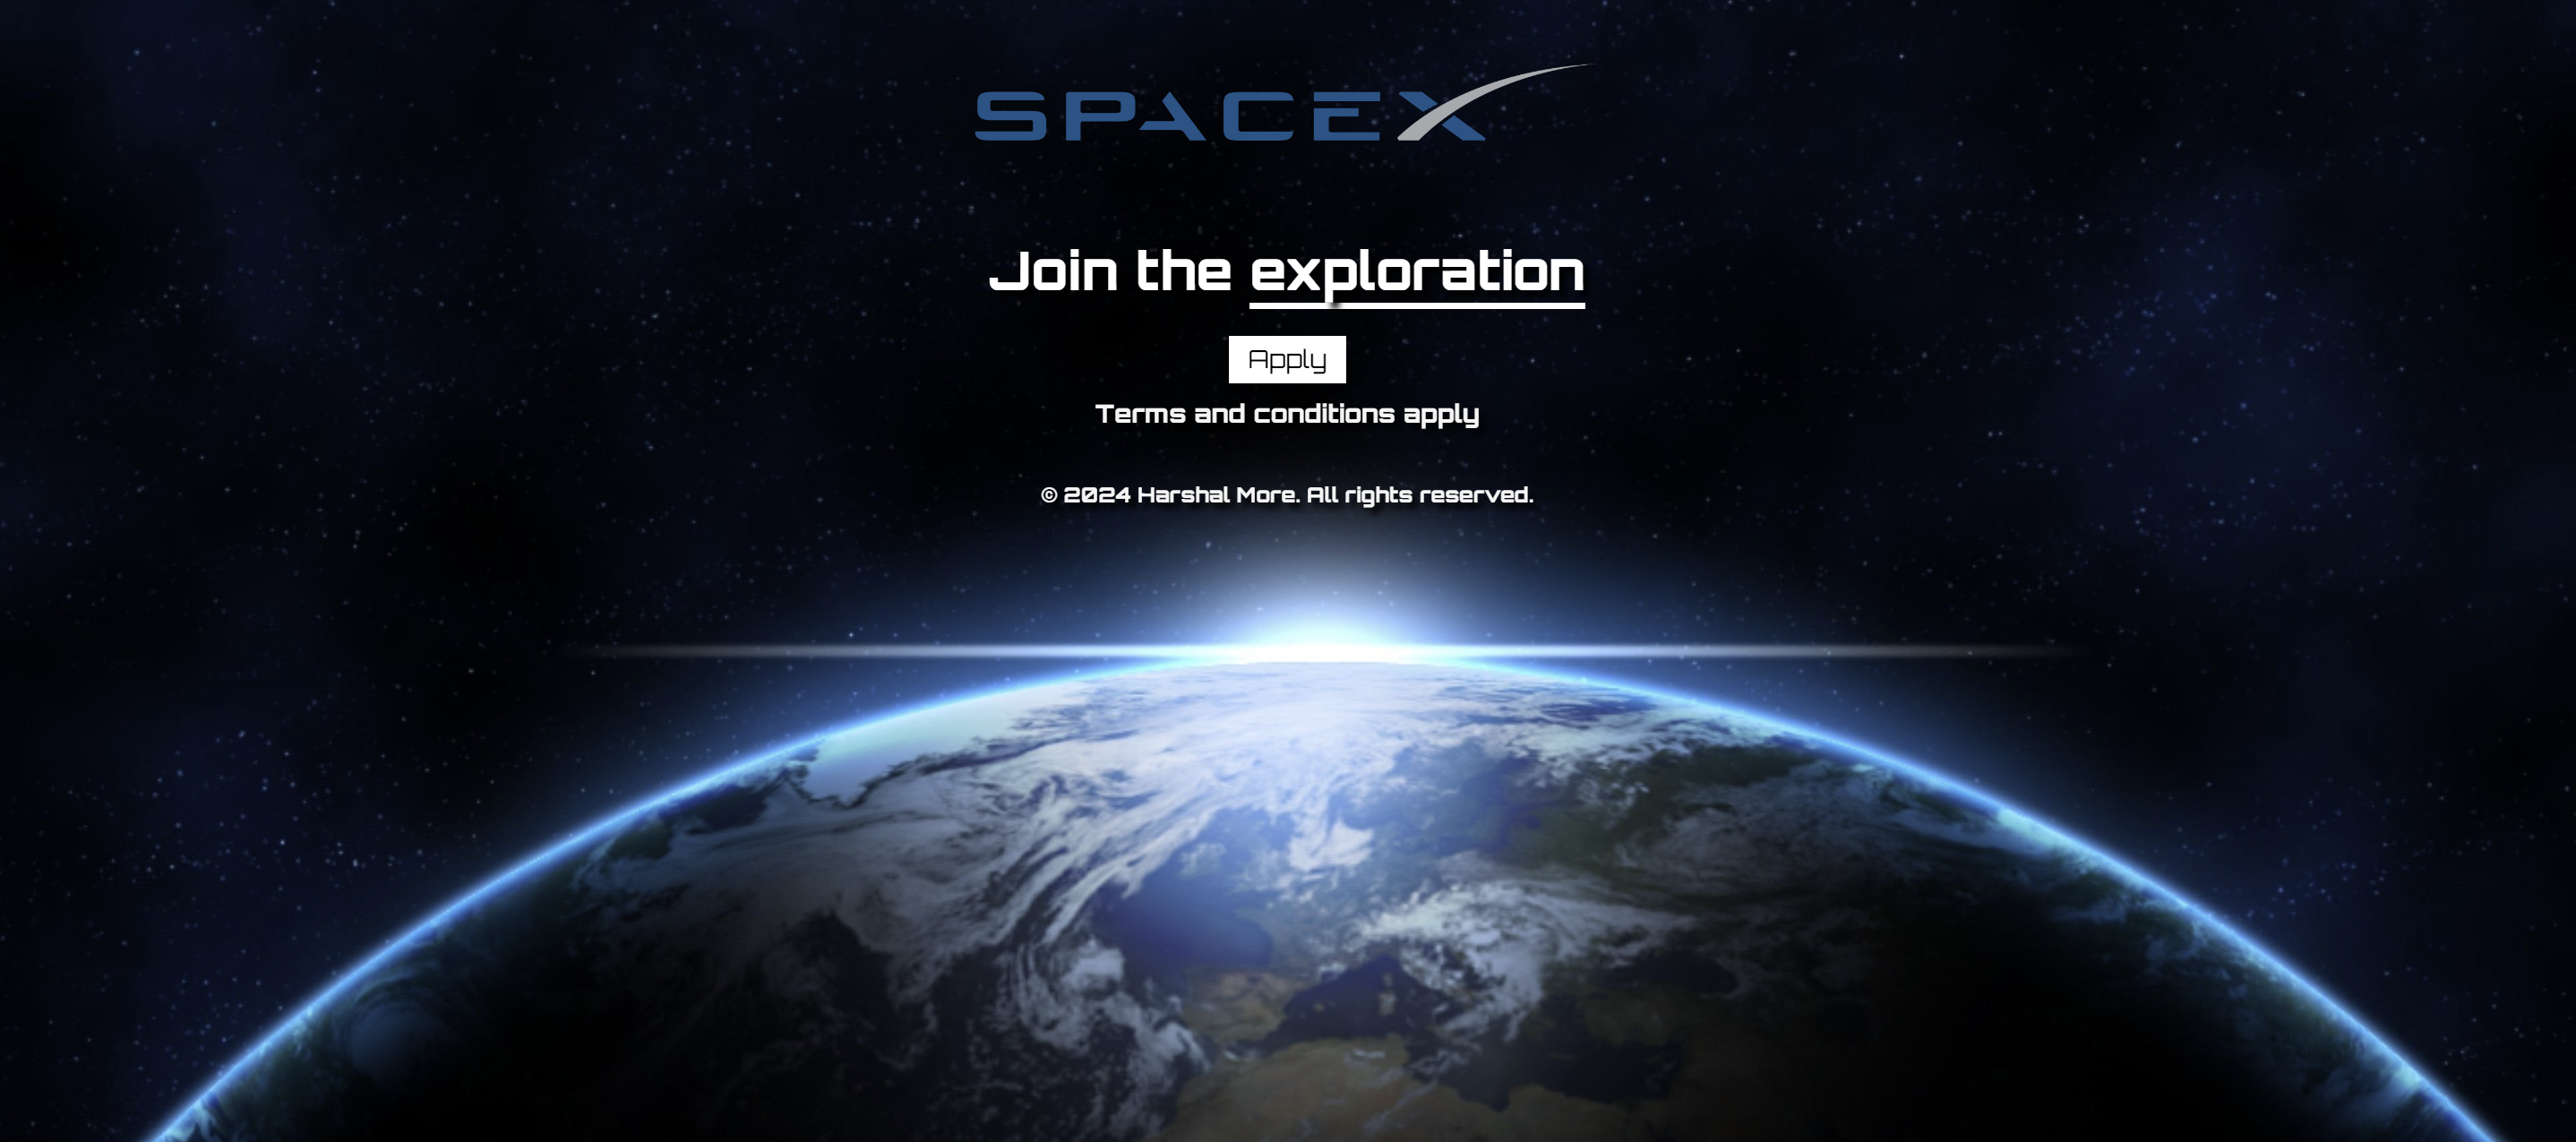 SPACEX
Join the exploration
Apply
Terms and conditions apply
© 2024 Harshal More. All rights reserved.